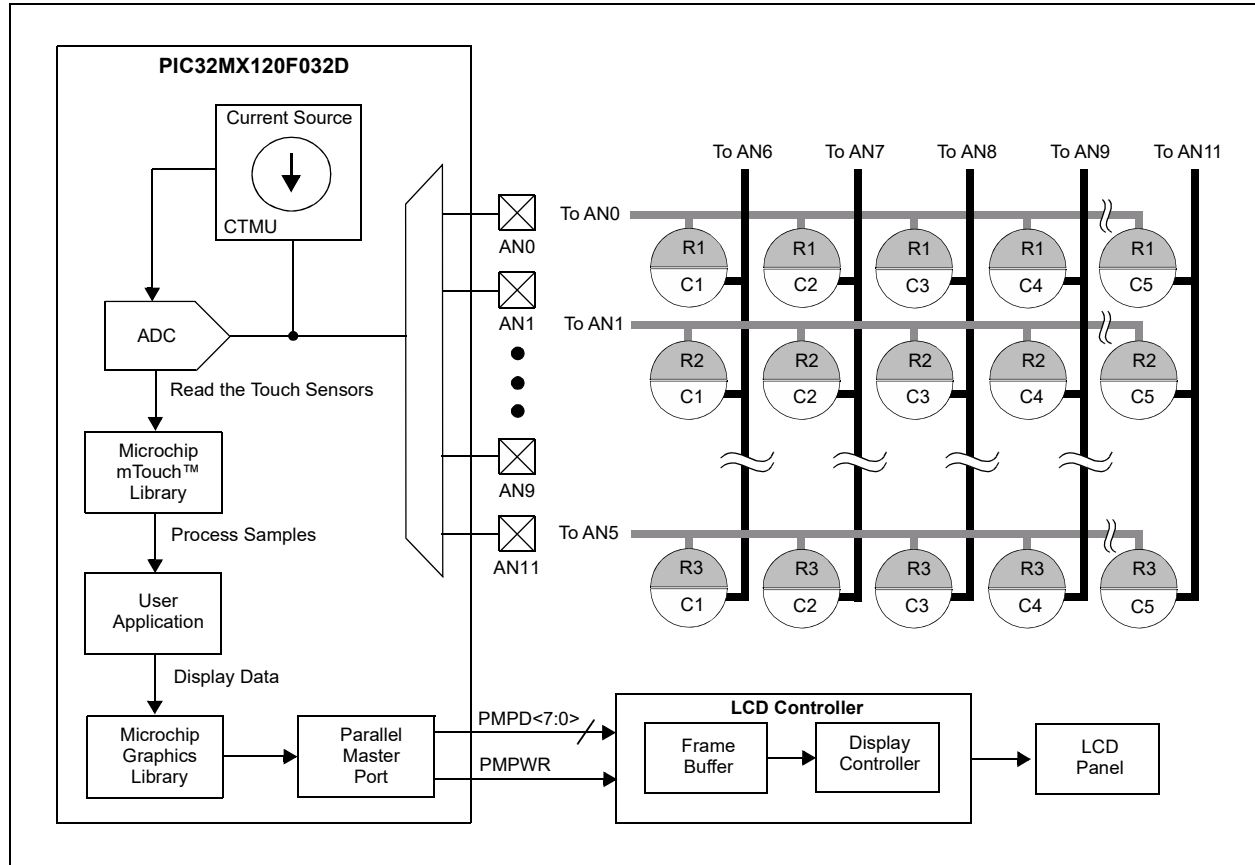 PIC32MX120F032D
Current Source
CTMU
ADC
Read the Touch Sensors
Microchip
mTouch™
Library
Process Samples
User
Application
Display Data
Microchip
Graphics
Library
Parallel
Master
Port
AN0
AN1
AN9
AN11
To AN6 To AN7 To AN8 To AN9 To AN11
To AN0
R1 R1 R1 R1 R1
C1 C2 C3 C4 C5
To AN1
R2 R2 R2 R2 R2
C1 C2 C3 C4 C5
To AN5
R3 R3 R3 R3 R3
C1 C2 C3 C4 C5
PMPD<7:0>
PMPWR
LCD Controller
Frame
Buffer
Display
Controller
LCD
Panel